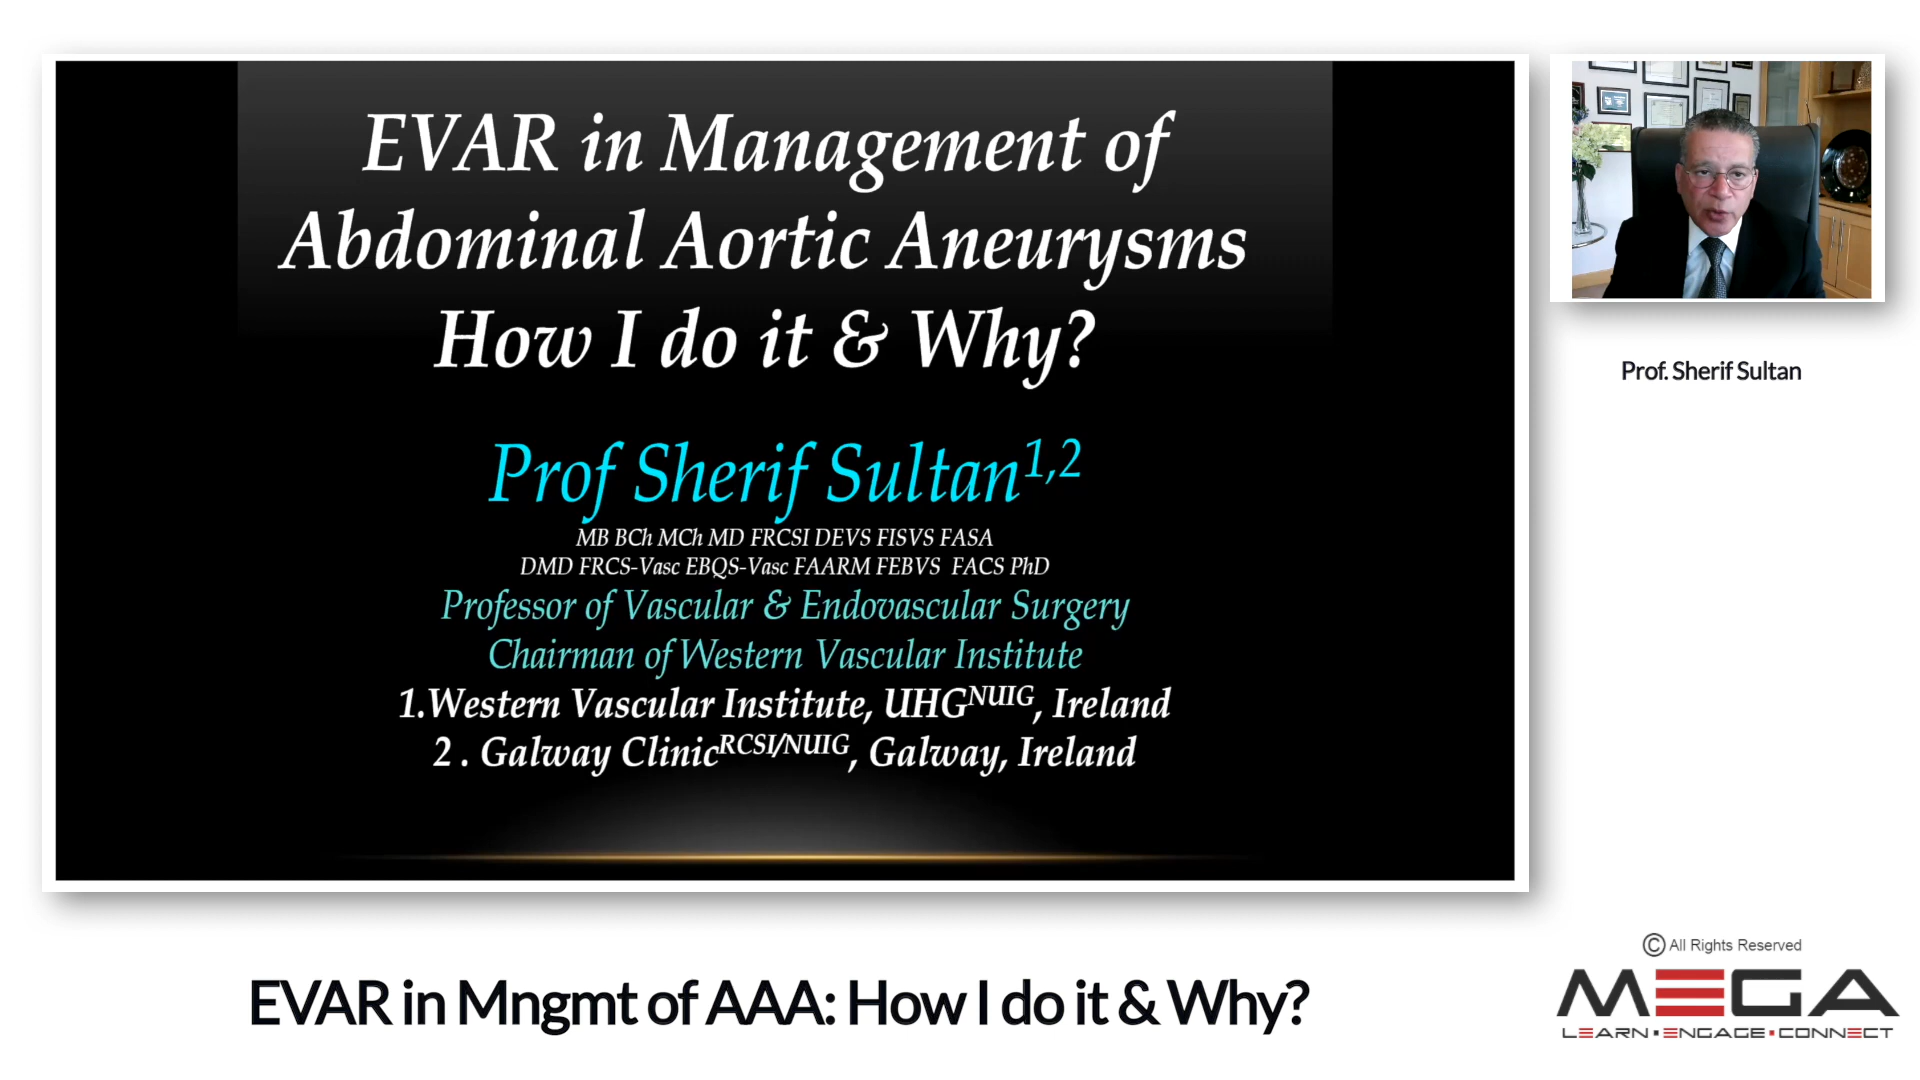 EVAR in Management of
Abdominal Aortic Aneurysms
How I do it & Why?
Prof Sherif Sultan1,2
MB BCh MCh MD FRCSI DEVS FISVS FASA
DMD FRCS-Vasc EBQS-Vasc FAARM FEBVS FACS PhD
Professor of Vascular & Endovascular Surgery
Chairman of Western Vascular Institute
1.Western Vascular Institute, UHGNUIG, Ireland
2 . Galway ClinicRCSI/NUIG, Galway, Ireland
Prof. Sherif Sultan
EVAR in Mngmt of AAA: How I do it & Why?
© All Rights Reserved
MEGA
LEARN▪ENGAGE▪CONNECT